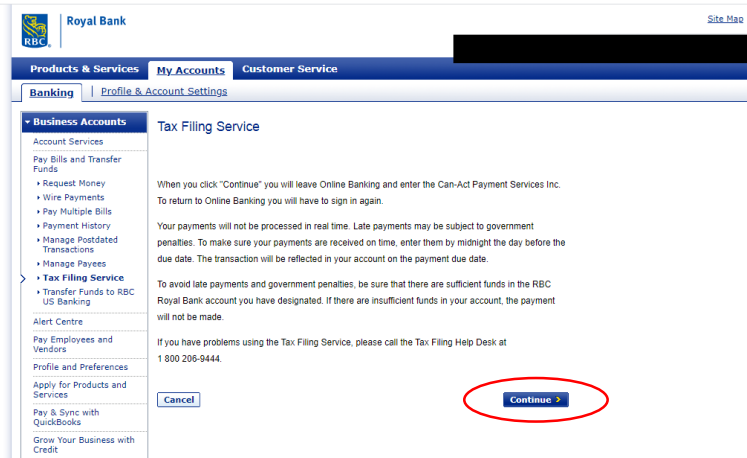 RBC
Royal Bank
Site Map
Products & Services My Accounts Customer Service
Banking | Profile & Account Settings
Business Accounts
Account Services
Pay Bills and Transfer
Funds
Request Money
Wire Payments
Pay Multiple Bills
Payment History
Manage Postdated
Transactions
Manage Payees
Tax Filing Service
Transfer Funds to RBC
US Banking
Alert Centre
Pay Employees and
Vendors
Profile and Preferences
Apply for Products and
Services
Pay & Sync with
QuickBooks
Grow Your Business with
Credit
Tax Filing Service
When you click "Continue" you will leave Online Banking and enter the Can-Act Payment Services Inc.
To return to Online Banking you will have to sign in again.
Your payments will not be processed in real time. Late payments may be subject to government
penalties. To make sure your payments are received on time, enter them by midnight the day before the
due date. The transaction will be reflected in your account on the payment due date.
To avoid late payments and government penalties, be sure that there are sufficient funds in the RBC
Royal Bank account you have designated. If there are insufficient funds in your account, the payment
will not be made.
If you have problems using the Tax Filing Service, please call the Tax Filing Help Desk at
1 800 206-9444.
Cancel Continue